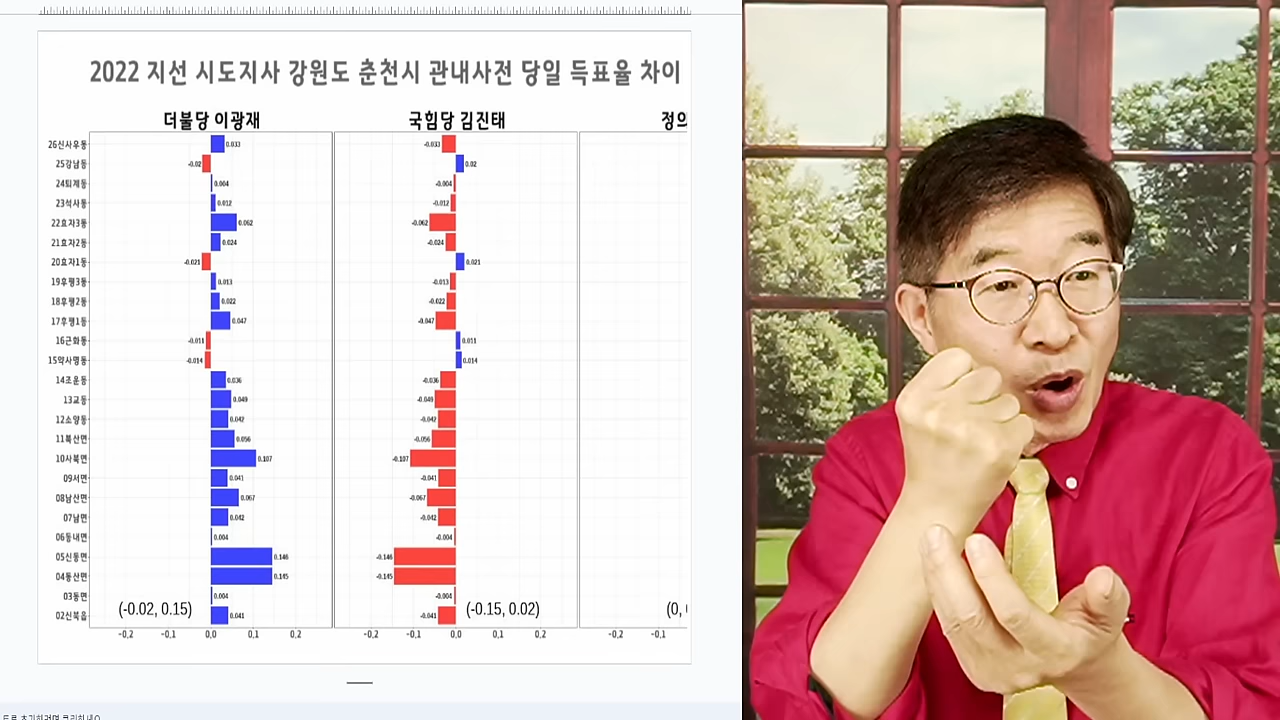 2022 지선 시도지사 강원도 춘천시 관내사전 당일 득표율 차이
더불당 이광재 국힘당 김진태 정의
26신사우동 0.033 -0.033
25강남동 -0.02 0.02
24퇴계동 0.004 -0.004
23석사동 0.012 -0.012
22효자3동 0.062 -0.062
21효자2동 0.024 -0.024
20효자1동 -0.021 0.021
19후평3동 0.013 -0.013
18후평2동 0.022 -0.022
17후평1동 0.047 -0.047
16근화동 -0.011 0.011
15약사명동 -0.014 0.014
14조운동 0.036 -0.036
13교동 0.049 -0.049
12소양동 0.042 -0.042
11북산면 0.056 -0.056
10사북면 0.107 -0.107
09서면 0.041 -0.041
08남산면 0.067 -0.067
07남면 0.042 -0.042
06동내면 0.004 -0.004
05신동면 0.146 -0.146
04동산면 0.145 -0.145
03동면 0.004 -0.004
02신북읍 0.041 -0.041
(-0.02, 0.15) (-0.15, 0.02) (0,
-0,2 -0,1 0,0 0,1 0,2 -0,2 -0,1 0,0 0,1 0,2 -0,2 -0,1